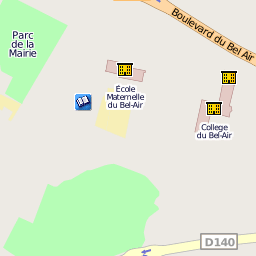 Boulevard du Bel Air
Parc
de la
Mairie
École
Maternelle
du Bel-Air
College
du Bel-Air
D140